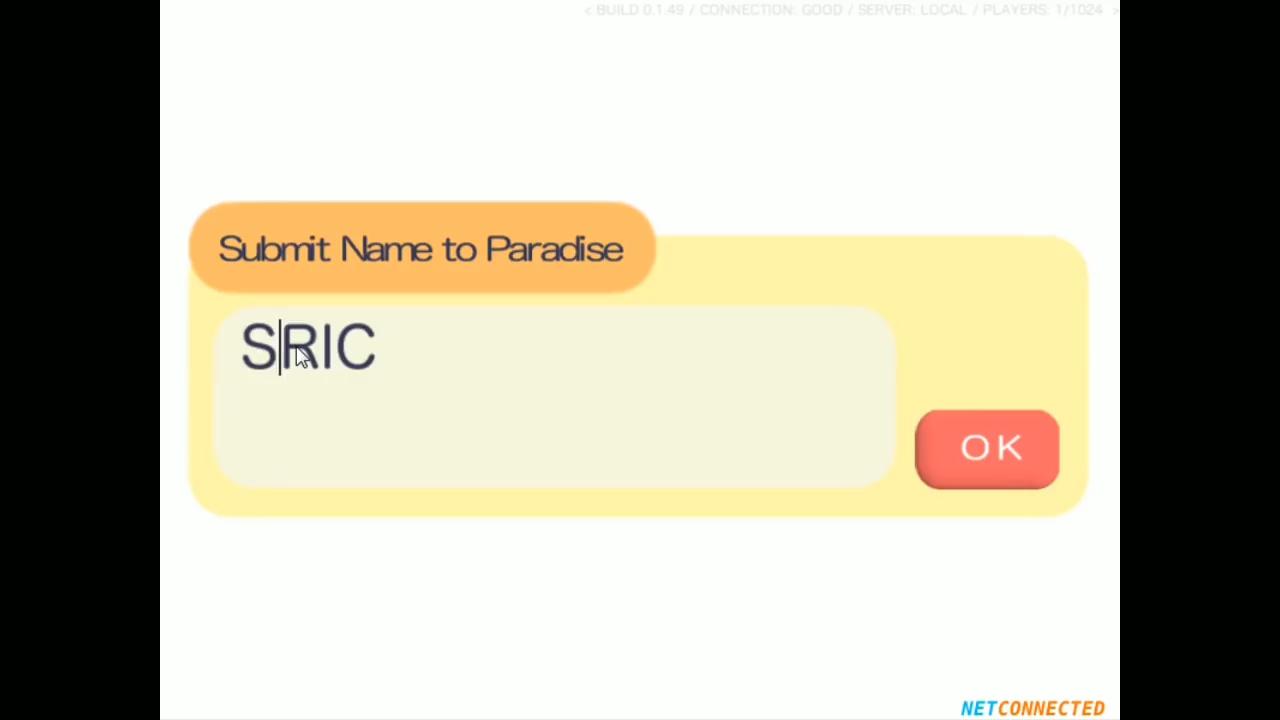 < BUILD 0.1.49 / CONNECTION: GOOD / SERVER: LOCAL / PLAYERS: 1/1024 >
Submit Name to Paradise
SRIC
OK
NETCONNECTED